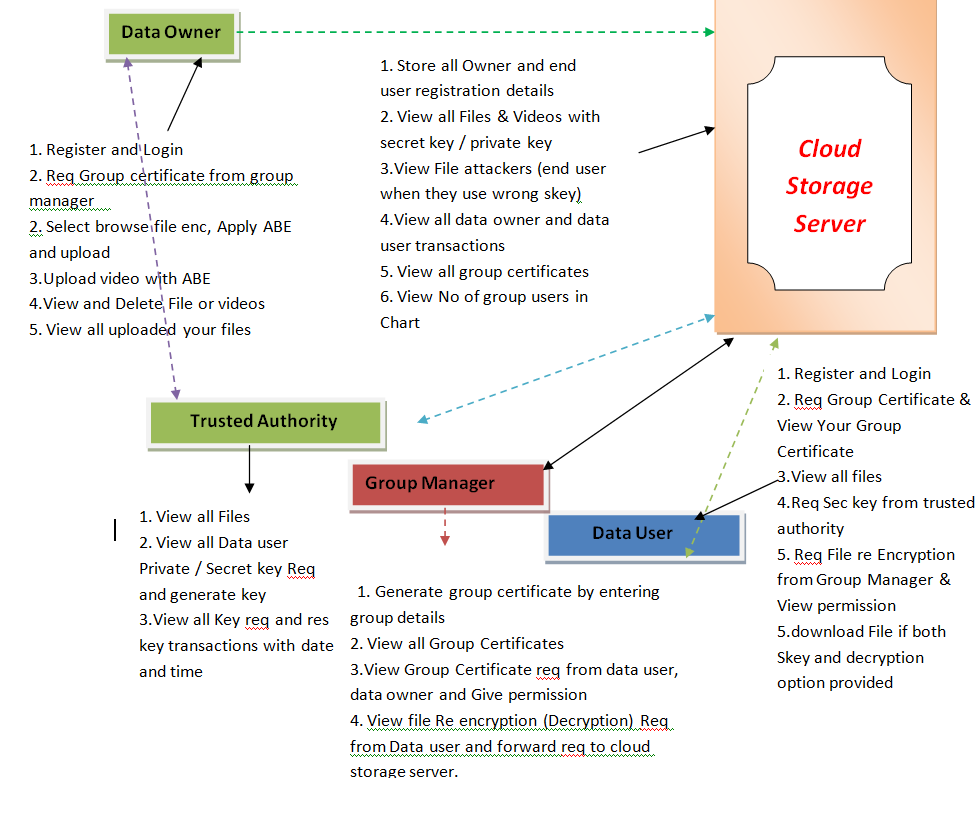 Data Owner
1. Register and Login
2. Req Group certificate from group
manager
2. Select browse file enc, Apply ABE
and upload
3.Upload video with ABE
4.View and Delete File or videos
5. View all uploaded your files
1. Store all Owner and end
user registration details
2. View all Files & Videos with
secret key / private key
3.View File attackers (end user
when they use wrong skey)
4.View all data owner and data
user transactions
5. View all group certificates
6. View No of group users in
Chart
Cloud
Storage
Server
Trusted Authority
1. View all Files
2. View all Data user
Private / Secret key Req
and generate key
3.View all Key req and res
key transactions with date
and time
Group Manager
1. Generate group certificate by entering
group details
2. View all Group Certificates
3.View Group Certificate req from data user,
data owner and Give permission
4. View file Re encryption (Decryption) Req
from Data user and forward req to cloud
storage server.
Data User
1. Register and Login
2. Req Group Certificate &
View Your Group
Certificate
3.View all files
4.Req Sec key from trusted
authority
5. Req File re Encryption
from Group Manager &
View permission
5.download File if both
Skey and decryption
option provided